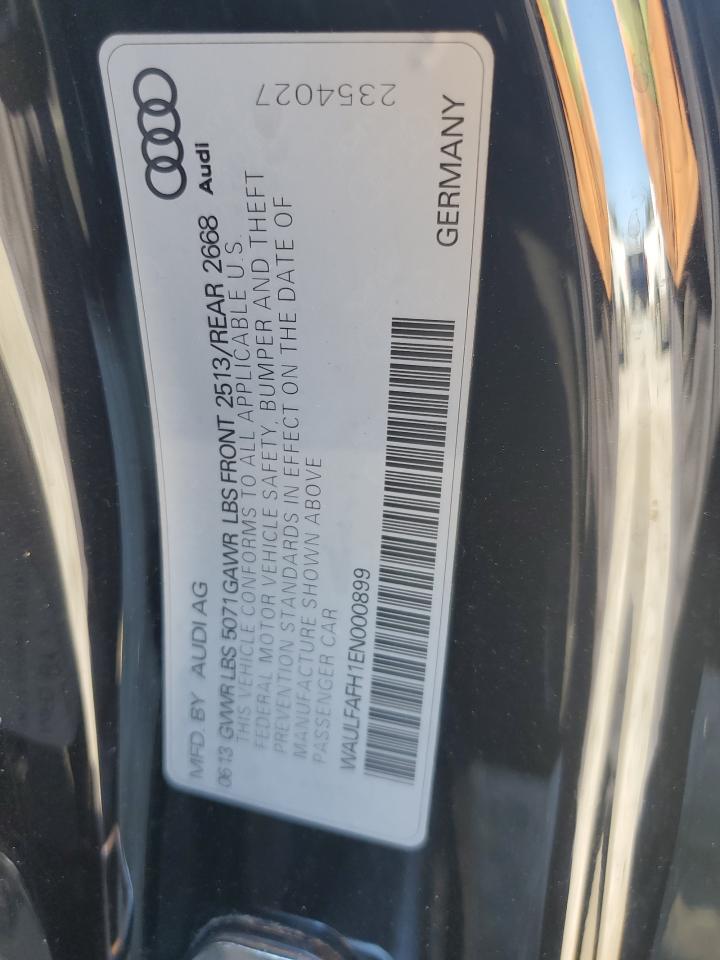 MFD. BY AUDI AG
0613 GVWR LBS 5071 GAWR LBS FRONT 2513/REAR 2668
THIS VEHICLE CONFORMS TO ALL APPLICABLE U.S.
FEDERAL MOTOR VEHICLE SAFETY, BUMPER AND THEFT
PREVENTION STANDARDS IN EFFECT ON THE DATE OF
MANUFACTURE SHOWN ABOVE
PASSENGER CAR
WAULFAFH1EN000899
Audi
2354027
GERMANY